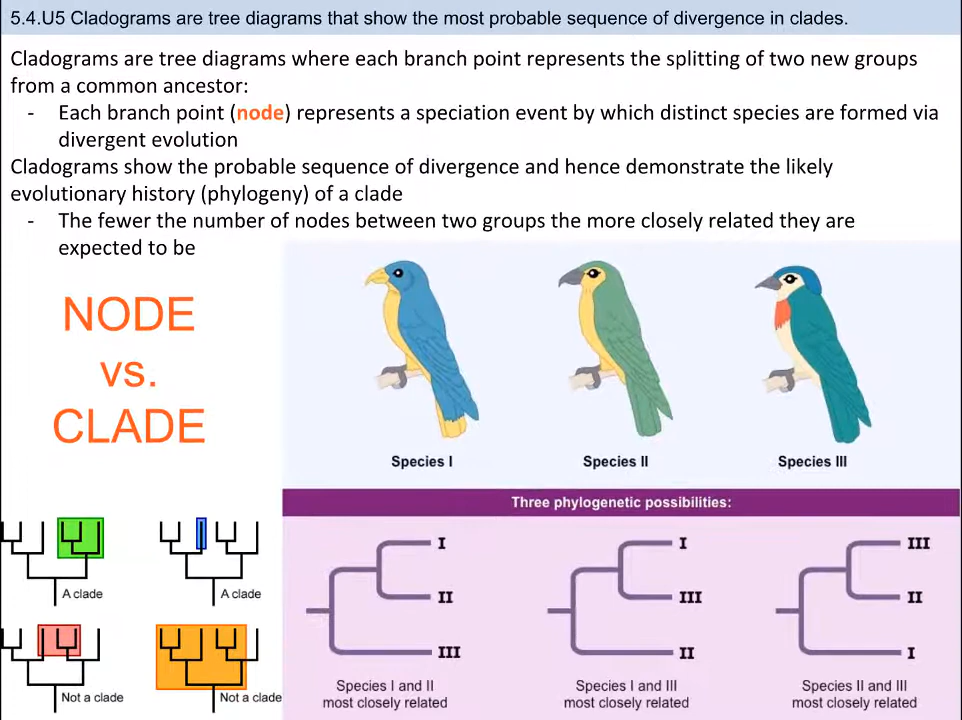 5.4.U5 Cladograms are tree diagrams that show the most probable sequence of divergence in clades.
Cladograms are tree diagrams where each branch point represents the splitting of two new groups
from a common ancestor:
- Each branch point (node) represents a speciation event by which distinct species are formed via
divergent evolution
Cladograms show the probable sequence of divergence and hence demonstrate the likely
evolutionary history (phylogeny) of a clade
- The fewer the number of nodes between two groups the more closely related they are
expected to be
NODE
vs.
CLADE
Species I
Species II
Species III
Three phylogenetic possibilities:
A clade
A clade
Not a clade
Not a clade
I
II
III
Species I and II
most closely related
I
III
II
Species I and III
most closely related
III
II
I
Species II and III
most closely related